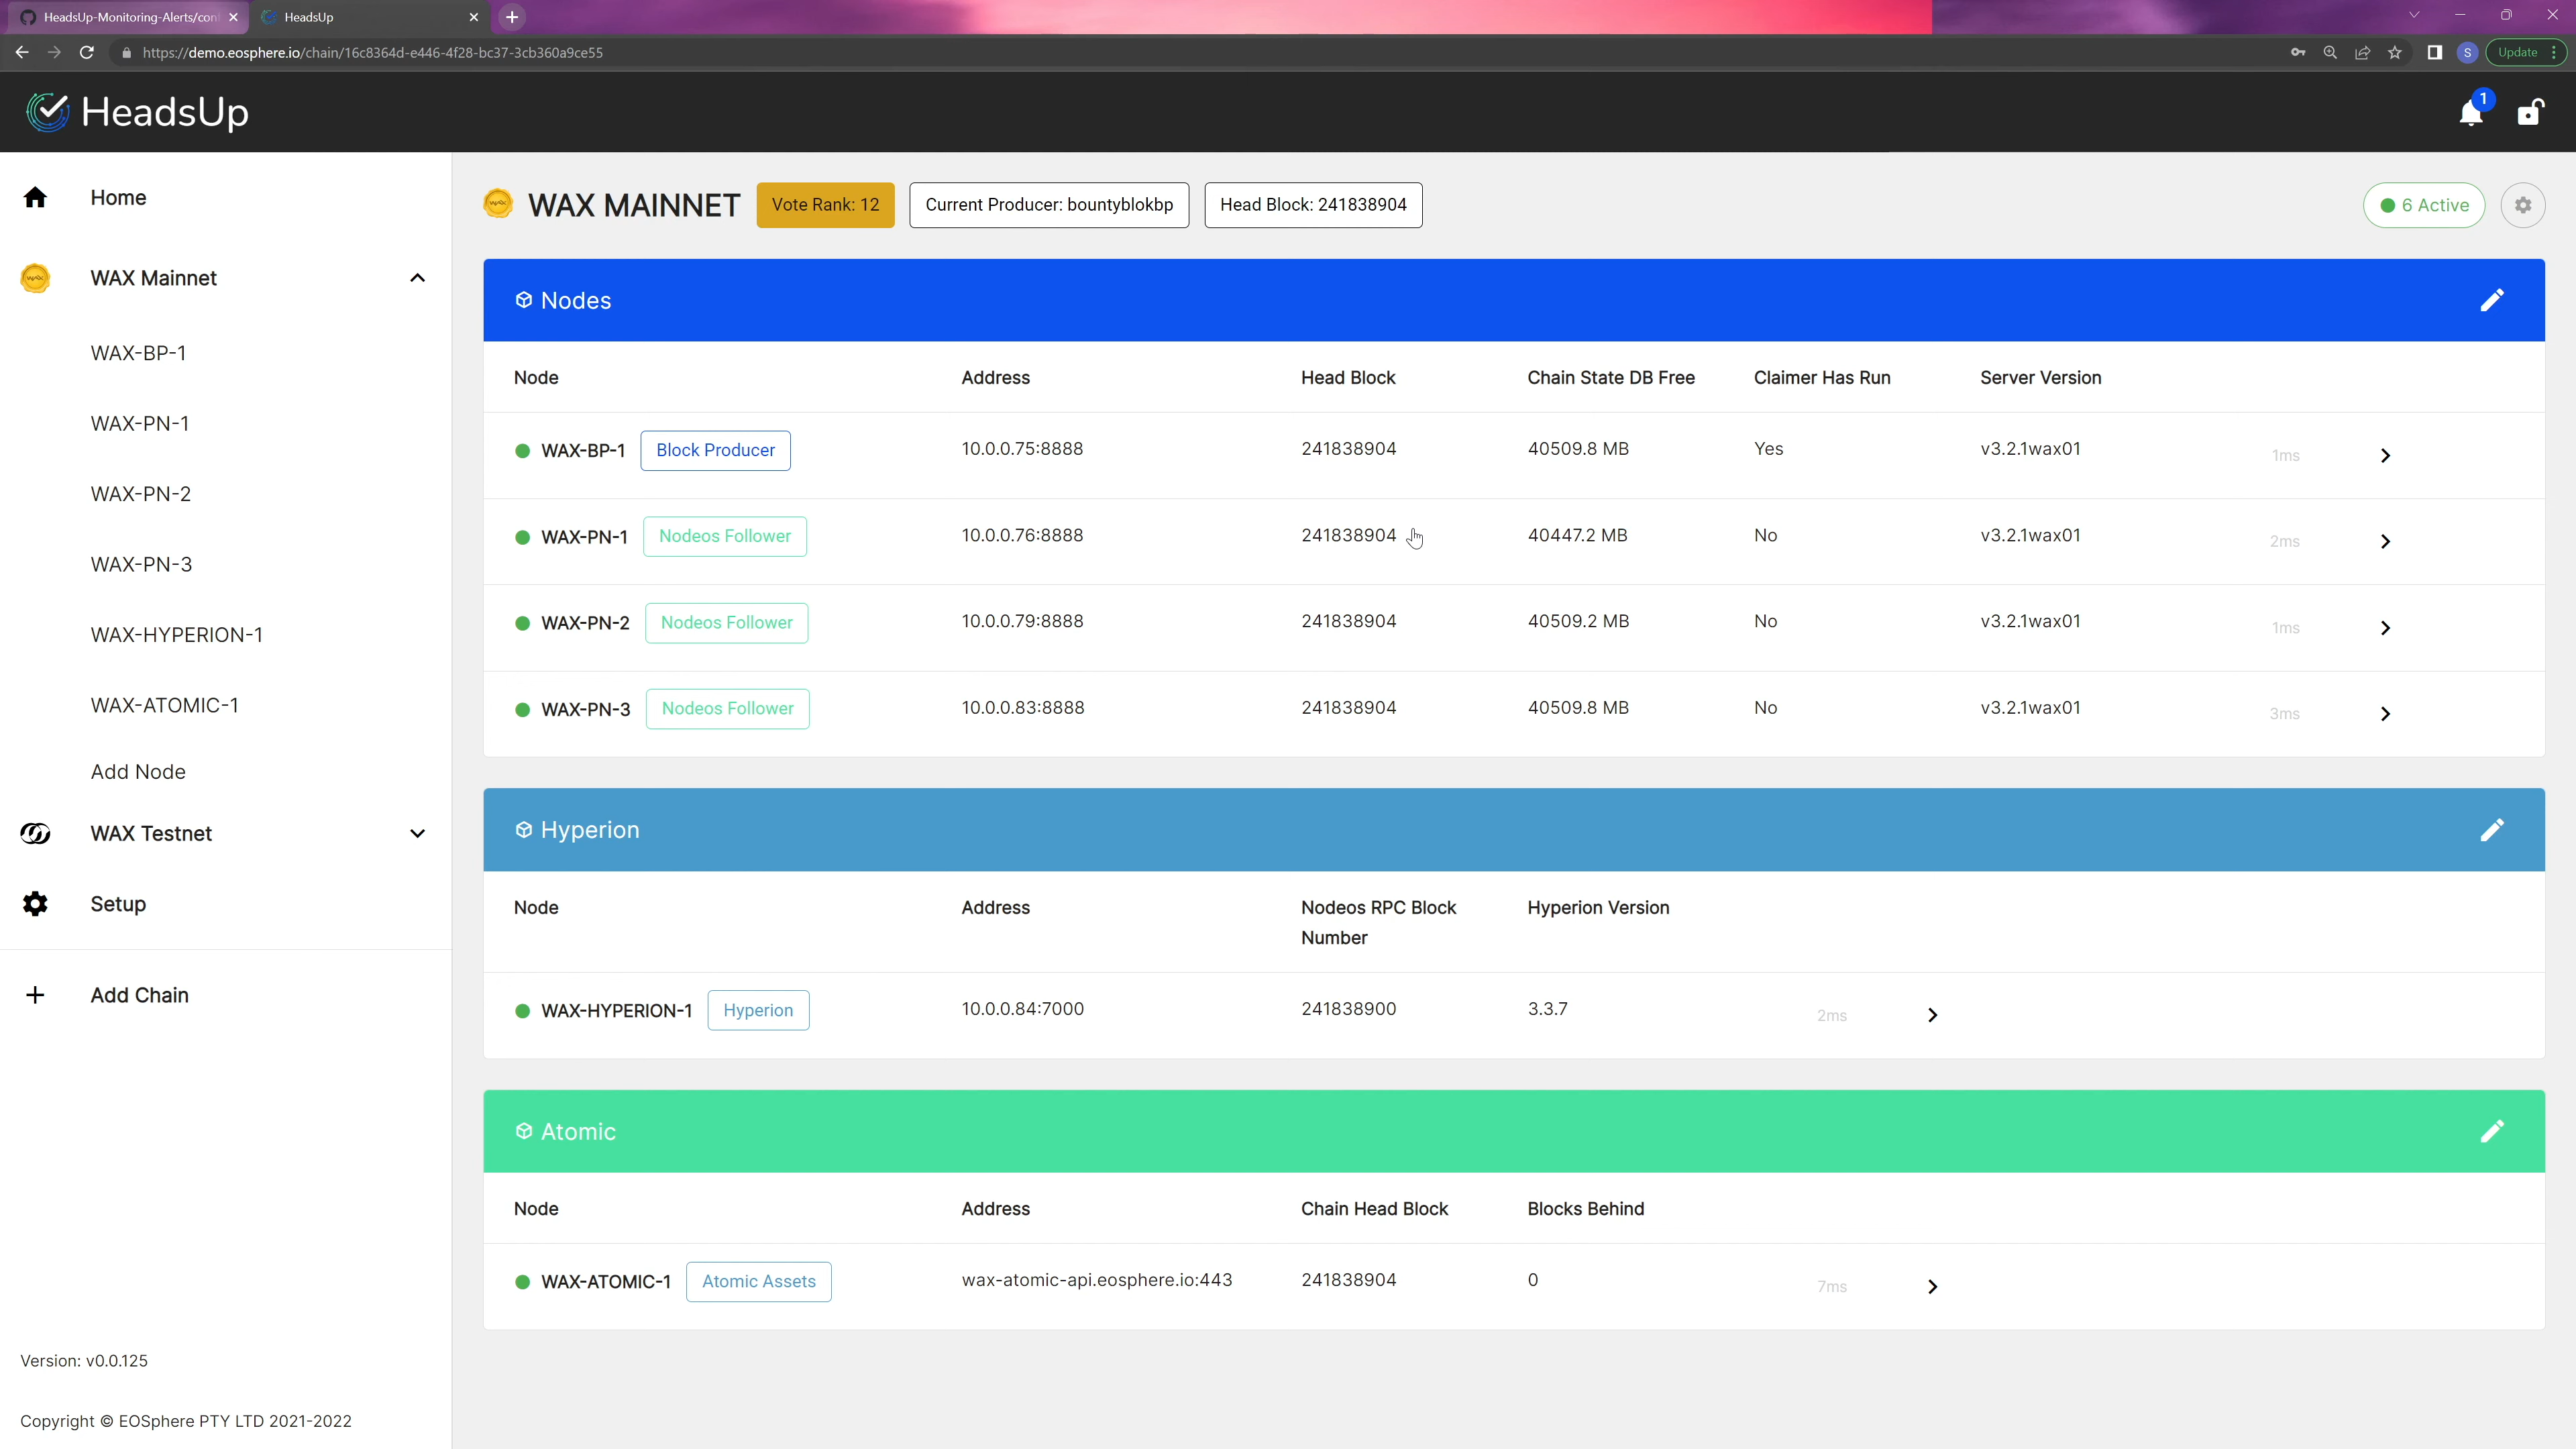 HeadsUp-Monitoring-Alerts/con
HeadsUp
https://demo.eosphere.io/chain/16c8364d-e446-4f28-bc37-3cb360a9ce55
S
Update
HeadsUp
1
Home
WAX Mainnet
WAX-BP-1
WAX-PN-1
WAX-PN-2
WAX-PN-3
WAX-HYPERION-1
WAX-ATOMIC-1
Add Node
WAX Testnet
Setup
Add Chain
Version: v0.0.125
Copyright © EOSphere PTY LTD 2021-2022
WAX MAINNET Vote Rank: 12 Current Producer: bountyblokbp Head Block: 241838904 6 Active
Nodes
Node Address Head Block Chain State DB Free Claimer Has Run Server Version
WAX-BP-1 Block Producer 10.0.0.75:8888 241838904 40509.8 MB Yes v3.2.1wax01 1ms
WAX-PN-1 Nodeos Follower 10.0.0.76:8888 241838904 40447.2 MB No v3.2.1wax01 2ms
WAX-PN-2 Nodeos Follower 10.0.0.79:8888 241838904 40509.2 MB No v3.2.1wax01 1ms
WAX-PN-3 Nodeos Follower 10.0.0.83:8888 241838904 40509.8 MB No v3.2.1wax01 3ms
Hyperion
Node Address Nodeos RPC Block Hyperion Version
Number
WAX-HYPERION-1 Hyperion 10.0.0.84:7000 241838900 3.3.7 2ms
Atomic
Node Address Chain Head Block Blocks Behind
WAX-ATOMIC-1 Atomic Assets wax-atomic-api.eosphere.io:443 241838904 0 7ms